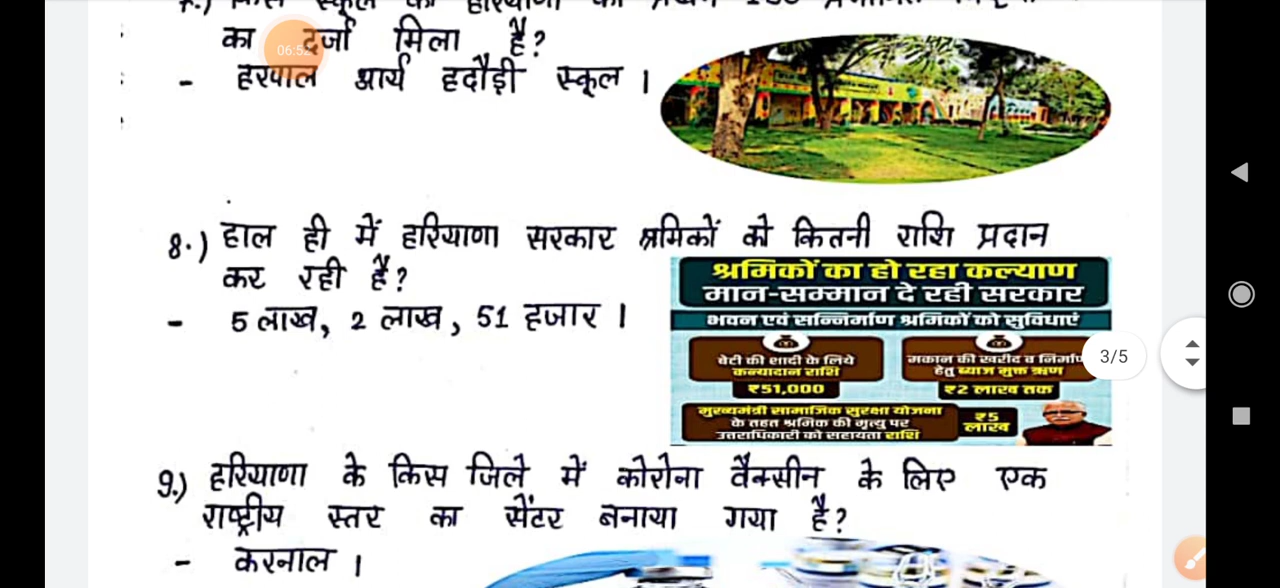 का दर्जा मिला है?
06:52
- हरपाल आर्य हदौड़ी स्कूल ।
8.) हाल ही में हरियाणा सरकार श्रमिकों को कितनी राशि प्रदान
कर रही है?
- 5 लाख, 2 लाख, 51 हजार ।
श्रमिकों का हो रहा कल्याण
मान-सम्मान दे रही सरकार
भवन एवं सन्निर्माण श्रमिकों को सुविधाएं
बेटी की शादी के लिये
कन्यादान राशि
₹51,000
मकान की खरीद व निर्माण
हेतु ब्याज मुक्त ऋण
₹2 लाख तक
मुख्यमंत्री सामाजिक सुरक्षा योजना
के तहत श्रमिक की मृत्यु पर
उत्तराधिकारी को सहायता राशि
₹5
लाख
3/5
9.) हरियाणा के किस जिले में कोरोना वैक्सीन के लिए एक
राष्ट्रीय स्तर का सेंटर बनाया गया है?
- करनाल ।